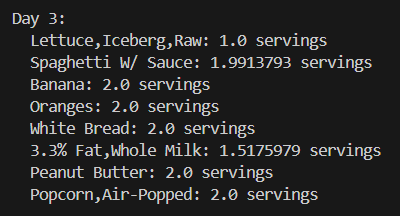 Day 3:
Lettuce,Iceberg,Raw: 1.0 servings
Spaghetti W/ Sauce: 1.9913793 servings
Banana: 2.0 servings
Oranges: 2.0 servings
White Bread: 2.0 servings
3.3% Fat,Whole Milk: 1.5175979 servings
Peanut Butter: 2.0 servings
Popcorn,Air-Popped: 2.0 servings